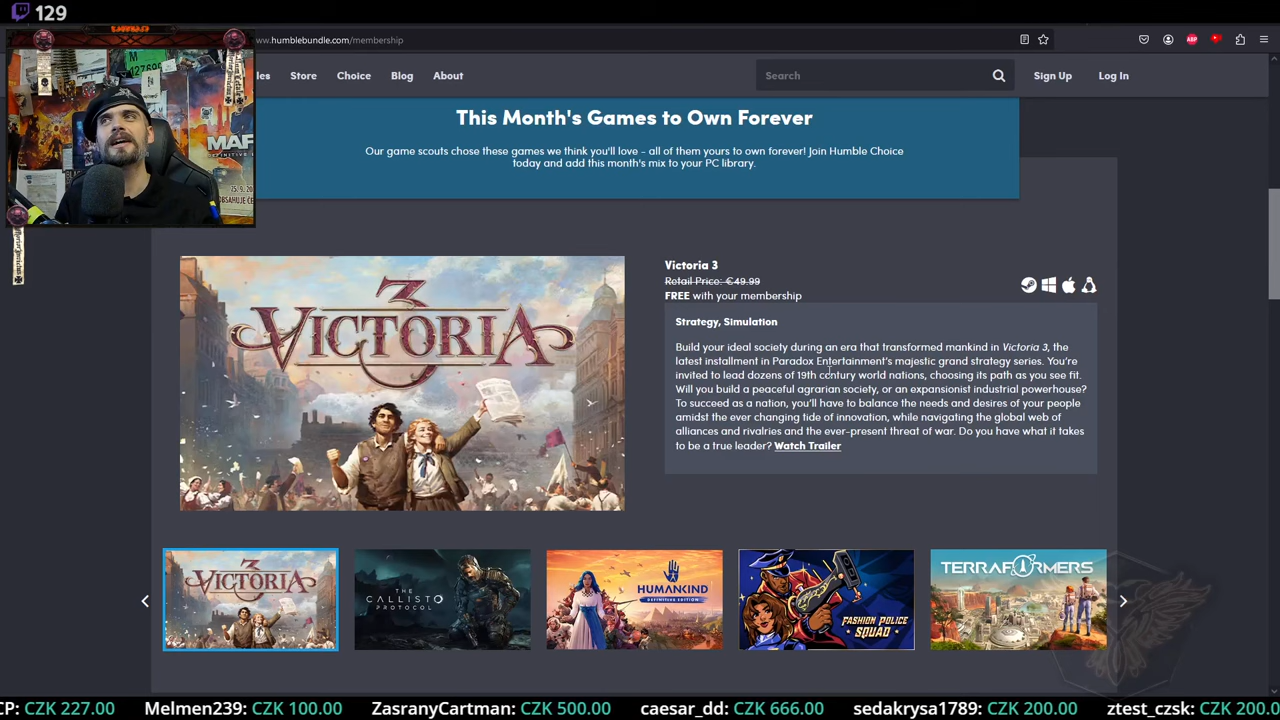 129
www.humblebundle.com/membership
Store
Choice
Blog
About
Search
Sign Up
Log In
This Month's Games to Own Forever
Our game scouts chose these games we think you'll love - all of them yours to own forever! Join Humble Choice
today and add this month's mix to your PC library.
MAF
Victoria 3
Retail Price: €49.99
FREE with your membership
Strategy, Simulation
Build your ideal society during an era that transformed mankind in Victoria 3, the
latest installment in Paradox Entertainment's majestic grand strategy series. You're
invited to lead dozens of 19th century world nations, choosing its path as you see fit.
Will you build a peaceful agrarian society, or an expansionist industrial powerhouse?
To succeed as a nation, you'll have to balance the needs and desires of your people
amidst the ever changing tide of innovation, while navigating the global web of
alliances and rivalries and the ever-present threat of war. Do you have what it takes
to be a true leader? Watch Trailer
3
VICTORIA
3
VICTORIA
THE
CALLISTO
PROTOCOL
HUMANKIND
DEFINITIVE EDITION
FASHION POLICE
SQUAD
TERRAFORMERS
CP: CZK 227.00 Melmen239: CZK 100.00 ZasranyCartman: CZK 500.00 caesar_dd: CZK 666.00 sedakrysa1789: CZK 200.00 ztest_czsk: CZK 200.0